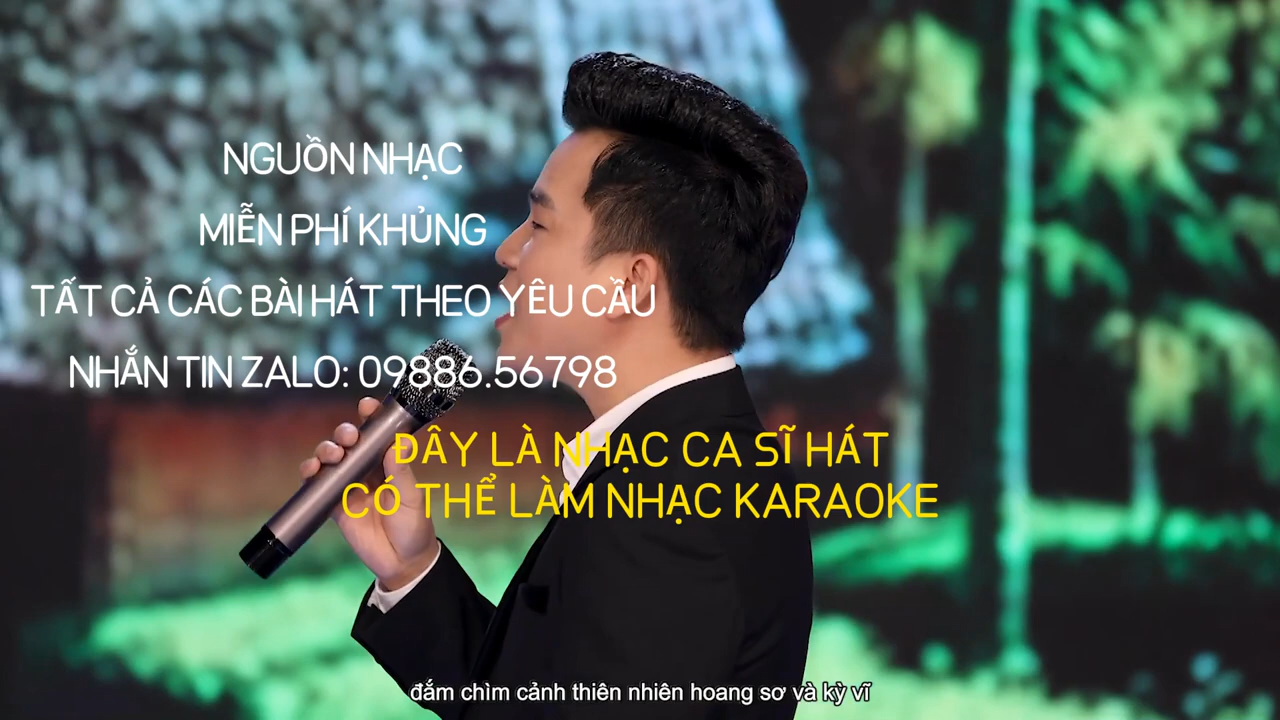 NGUỒN NHẠC
MIỄN PHÍ KHỦNG
TẤT CẢ CÁC BÀI HÁT THEO YÊU CẦU
NHẮN TIN ZALO: 09886.56798
ĐÂY LÀ NHẠC CA SĨ HÁT
CÓ THỂ LÀM NHẠC KARAOKE
đắm chìm cảnh thiên nhiên hoang sơ và kỳ vĩ